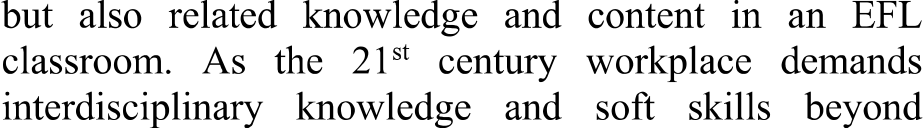 but also related knowledge and content in an EFL
classroom. As the 21st century workplace demands
interdisciplinary knowledge and soft skills beyond